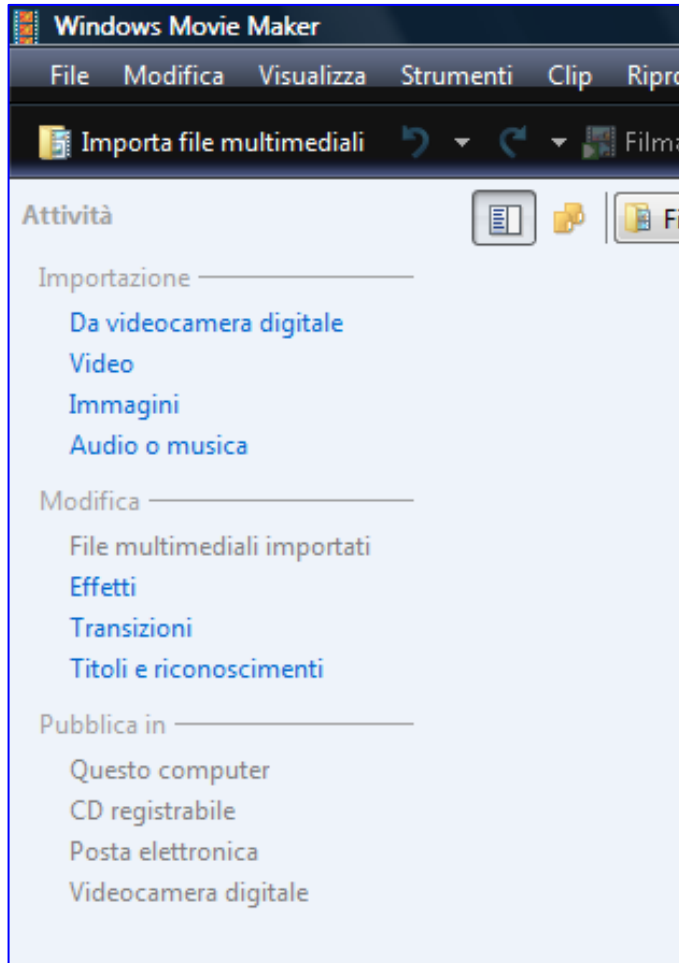 Windows Movie Maker
File Modifica Visualizza Strumenti Clip
Importa file multimediali
Attività
Importazione
Da videocamera digitale
Video
Immagini
Audio o musica
Modifica
File multimediali importati
Effetti
Transizioni
Titoli e riconoscimenti
Pubblica in
Questo computer
CD registrabile
Posta elettronica
Videocamera digitale